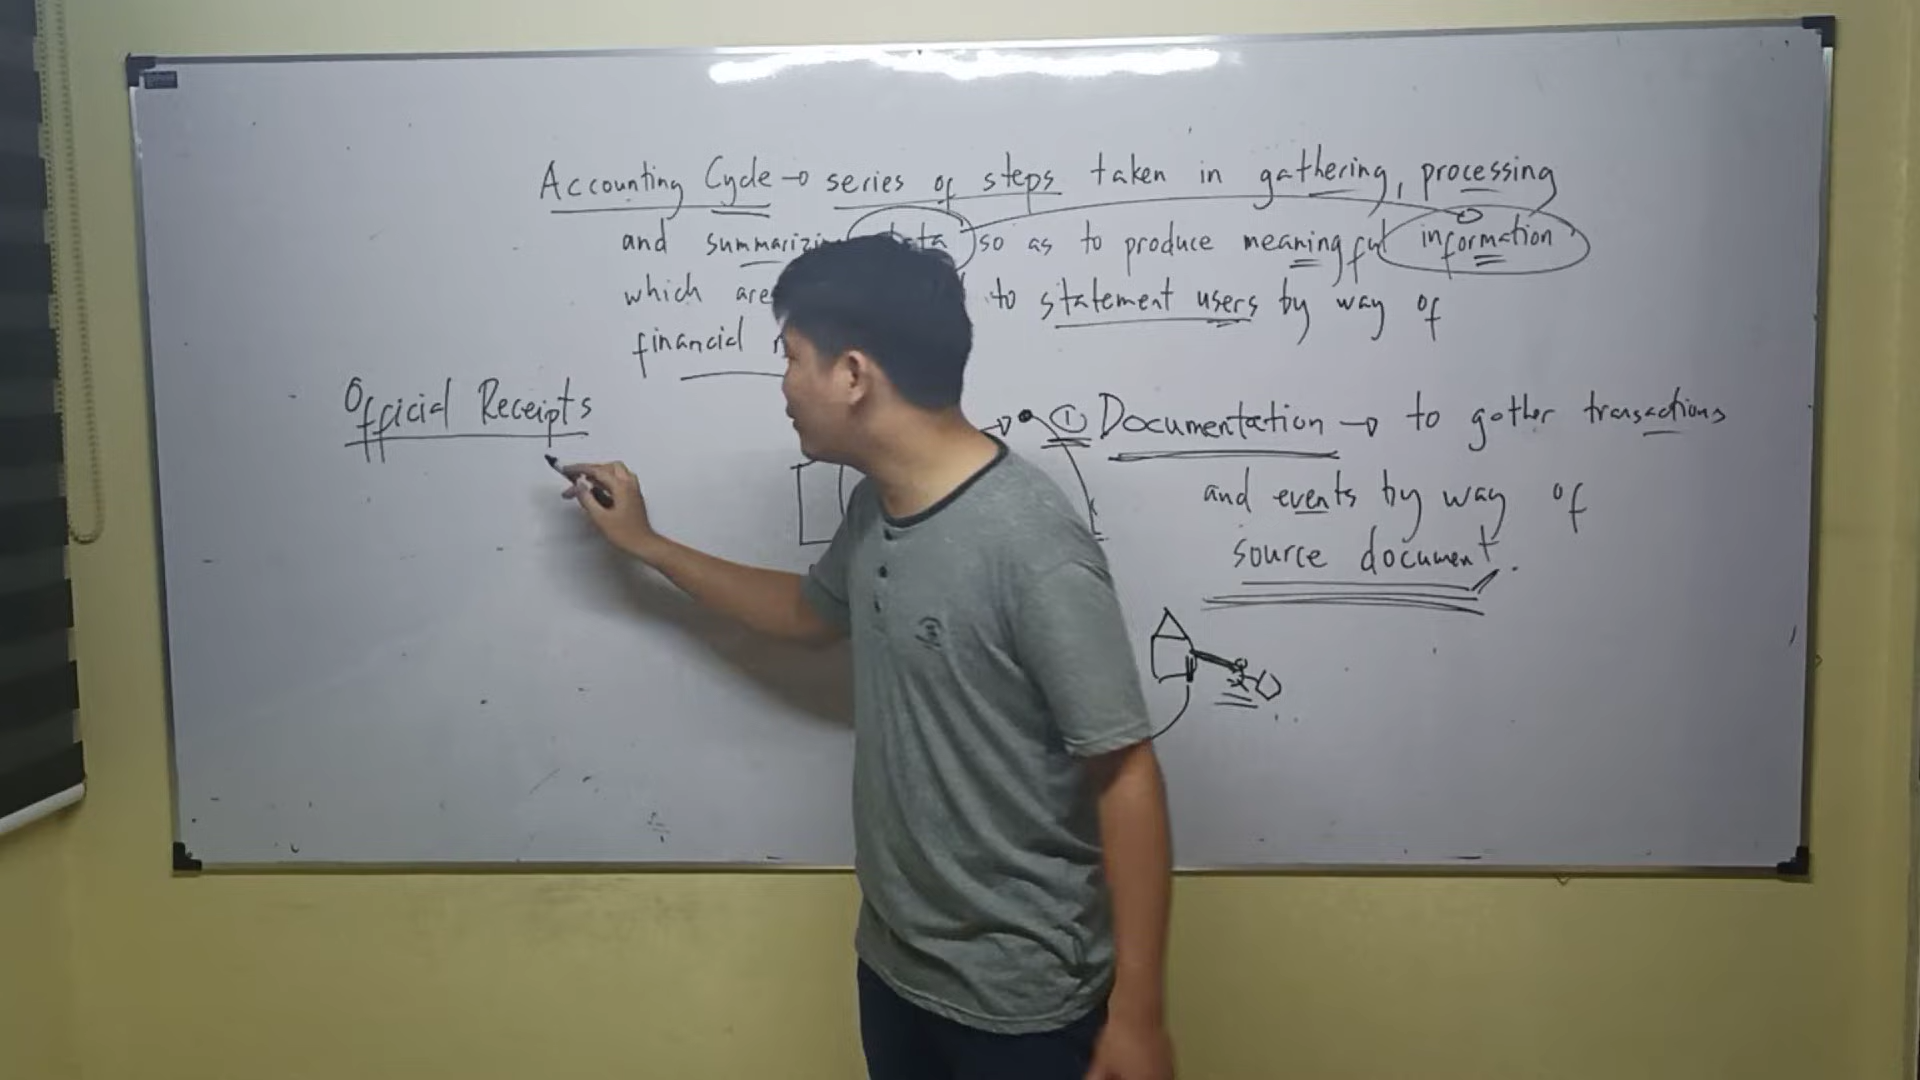 Accounting Cycle → series of steps taken in gathering, processing
and summarizing data so as to produce meaningful information
which are to statement users by way of
financial
Official Receipts
① Documentation → to gather transactions
and events by way of
source document.